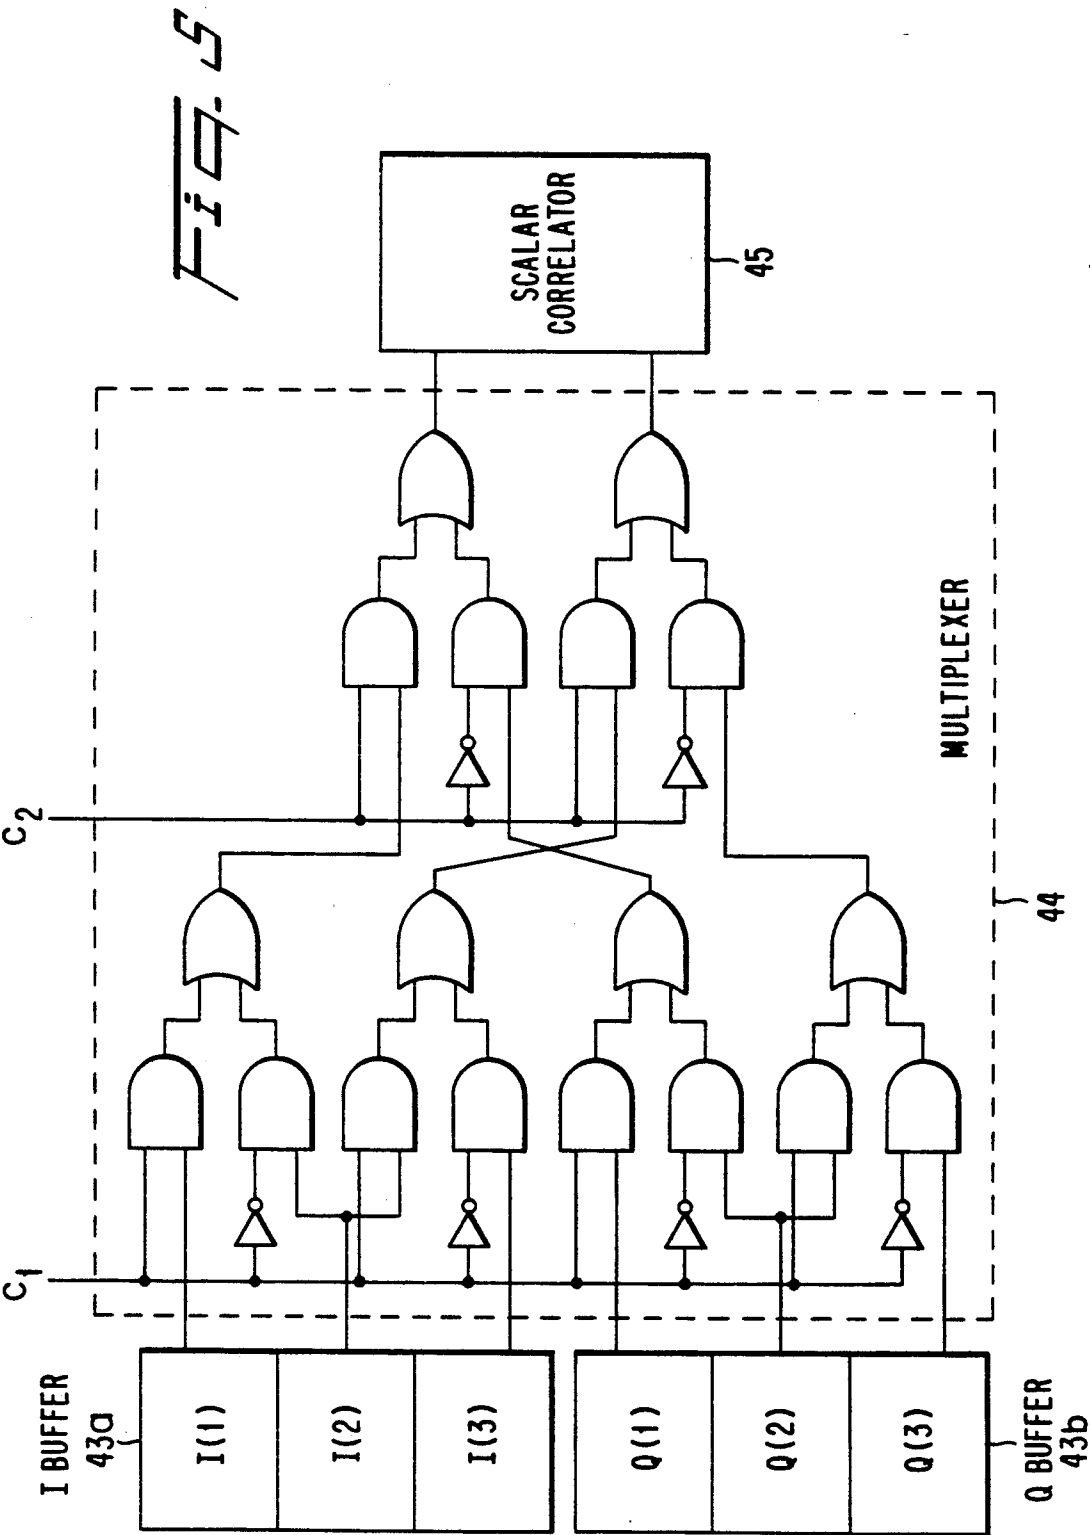 Fig. 5
C1
C2
I BUFFER
43a
I(1)
I(2)
I(3)
Q(1)
Q(2)
Q(3)
Q BUFFER
43b
MULTIPLEXER
44
SCALAR
CORRELATOR
45